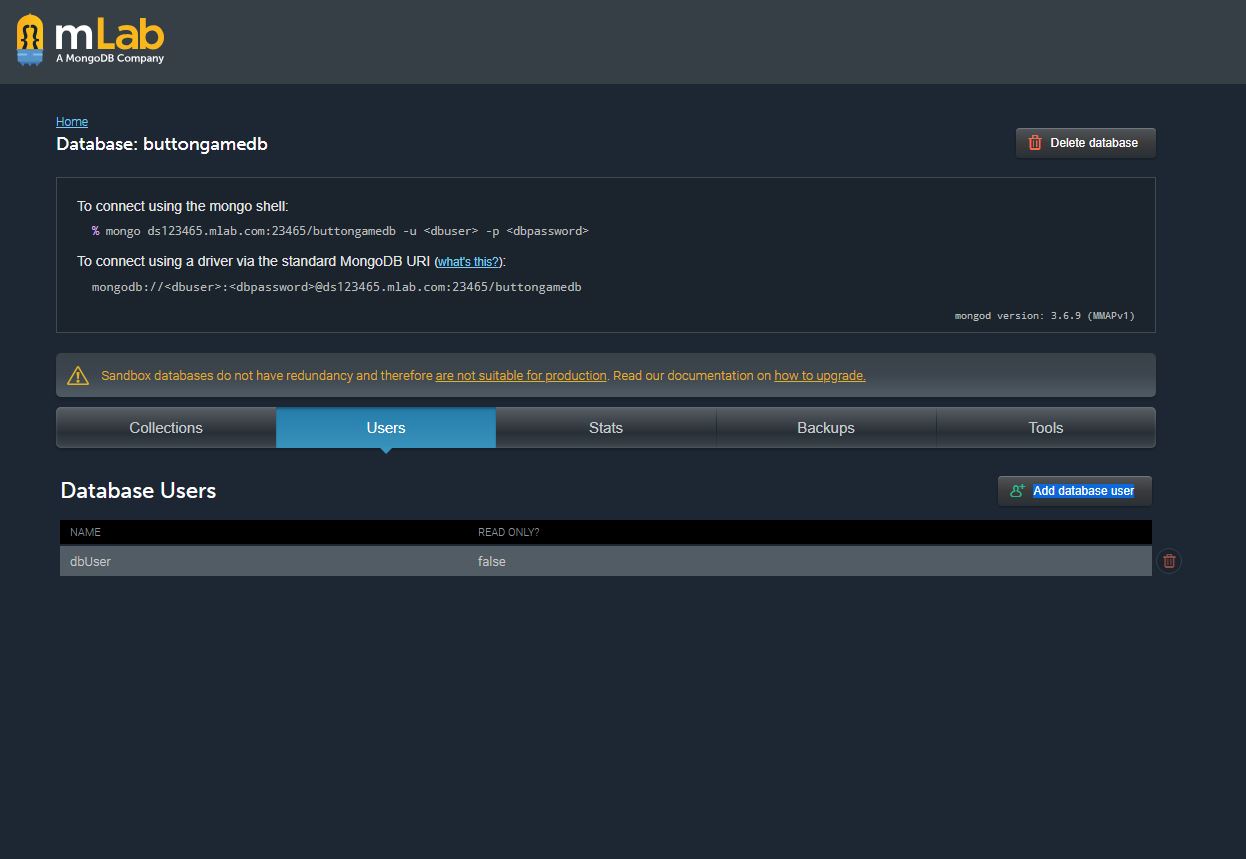 mLab
A MongoDB Company
Home
Database: buttongamedb
Delete database
To connect using the mongo shell:
% mongo ds123465.mlab.com:23465/buttongamedb -u <dbuser> -p <dbpassword>
To connect using a driver via the standard MongoDB URI (what's this?):
mongodb://<dbuser>:<dbpassword>@ds123465.mlab.com:23465/buttongamedb
mongod version: 3.6.9 (MMAPv1)
Sandbox databases do not have redundancy and therefore are not suitable for production. Read our documentation on how to upgrade.
Collections Users Stats Backups Tools
Database Users
Add database user
NAME READ ONLY?
dbUser false